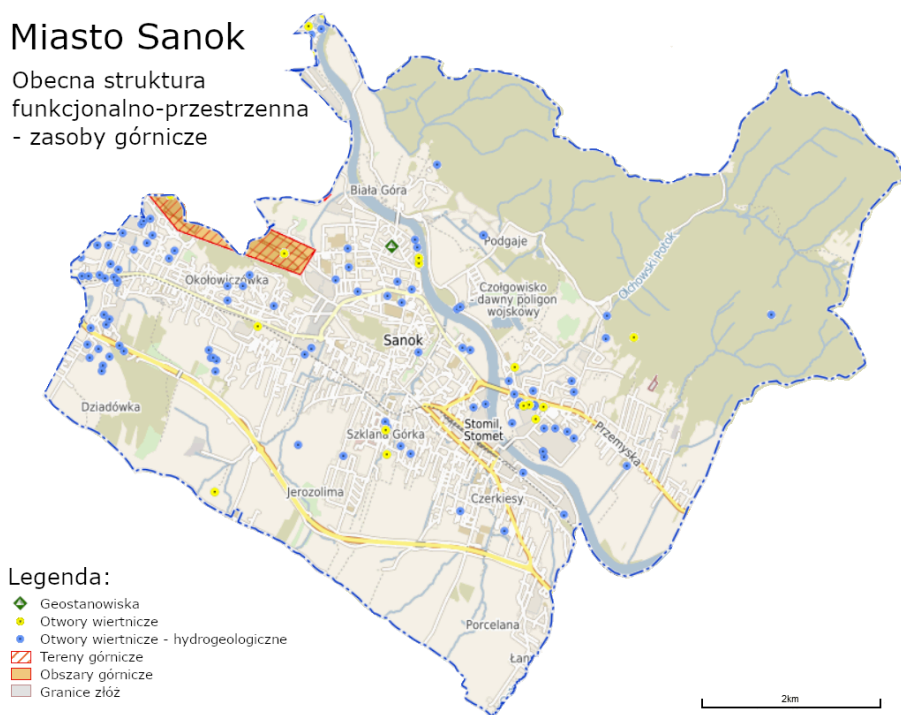 Miasto Sanok
Obecna struktura
funkcjonalno-przestrzenna
- zasoby górnicze
Biała Góra
Podgaje
Olchowski Potok
Okołowiczówka
Czołgowisko
- dawny poligon
wojskowy
Sanok
Dziadówka
Stomil,
Stomet
Szklana Górka
Przemyska
Jerozolima
Czerkiesy
Porcelana
Łan
Legenda:
Geostanowiska
Otwory wiertnicze
Otwory wiertnicze - hydrogeologiczne
Tereny górnicze
Obszary górnicze
Granice złóż
2km